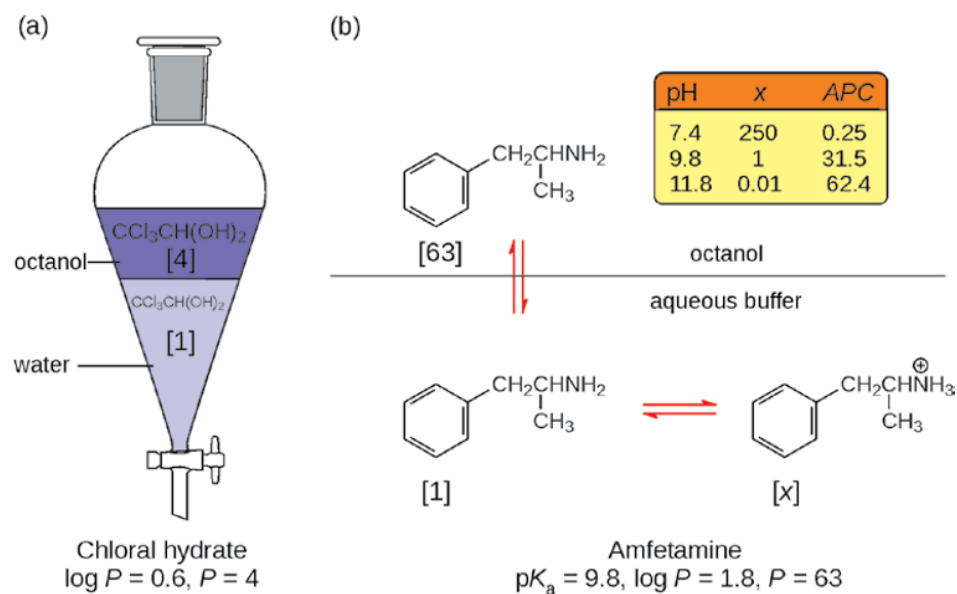 (a)
CCl₃CH(OH)₂
[4]
octanol
CCl₃CH(OH)₂
[1]
water
Chloral hydrate
log P = 0.6, P = 4
(b)
pH x APC
7.4 250 0.25
9.8 1 31.5
11.8 0.01 62.4
CH₂CHNH₂
CH₃
[63]
octanol
aqueous buffer
CH₂CHNH₂
CH₃
[1]
⊕
CH₂CHNH₃
CH₃
[x]
Amfetamine
pKₐ = 9.8, log P = 1.8, P = 63